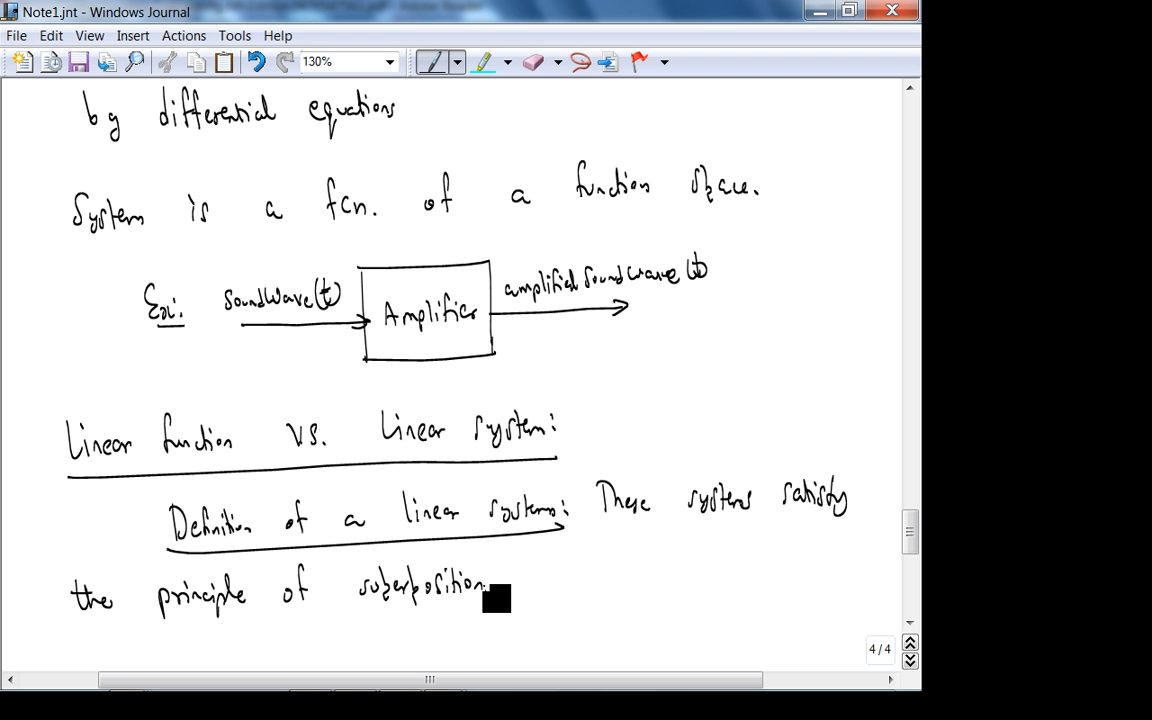 Note1.jnt - Windows Journal
File Edit View Insert Actions Tools Help
130%
by differential equations
System is a fcn. of a function space.
Ex: SoundWave(t) Amplifier amplified SoundWave(t)
Linear function vs. Linear system:
Definition of a linear systems: These systems satisfy
the principle of superposition.
4 / 4